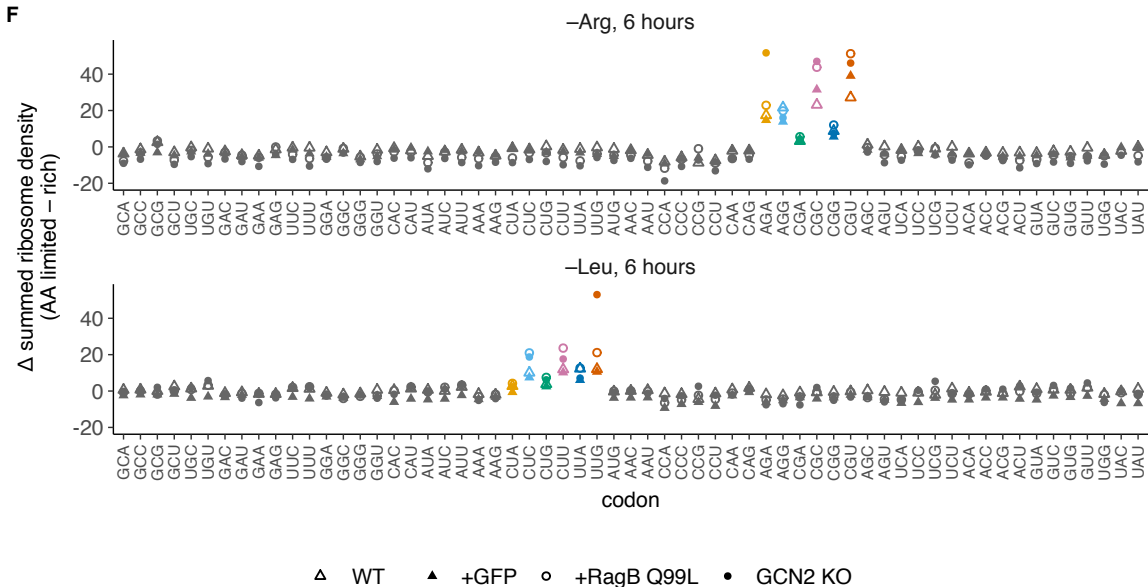 F
–Arg, 6 hours
Δ summed ribosome density
(AA limited – rich)
40
20
0
-20
GCA GCC GCG GCU UGC UGU GAC GAU GAA GAG UUC UUU GGA GGC GGG GGU CAC CAU AUA AUC AUU AAA AAG CUA CUC CUG CUU UUA UUG AUG AAC AAU CCA CCC CCG CCU CAA CAG AGA AGG CGA CGG CGC CGU AGC AGU UCA UCC UCG UCU ACA ACC ACG ACU GUA GUC GUG GUU UGG UAC UAU
–Leu, 6 hours
40
20
0
-20
GCA GCC GCG GCU UGC UGU GAC GAU GAA GAG UUC UUU GGA GGC GGG GGU CAC CAU AUA AUC AUU AAA AAG CUA CUC CUG CUU UUA UUG AUG AAC AAU CCA CCC CCG CCU CAA CAG AGA AGG CGA CGC CGG CGU AGC AGU UCA UCC UCG UCU ACA ACC ACG ACU GUA GUC GUG GUU UGG UAC UAU
codon
WT +GFP +RagB Q99L GCN2 KO